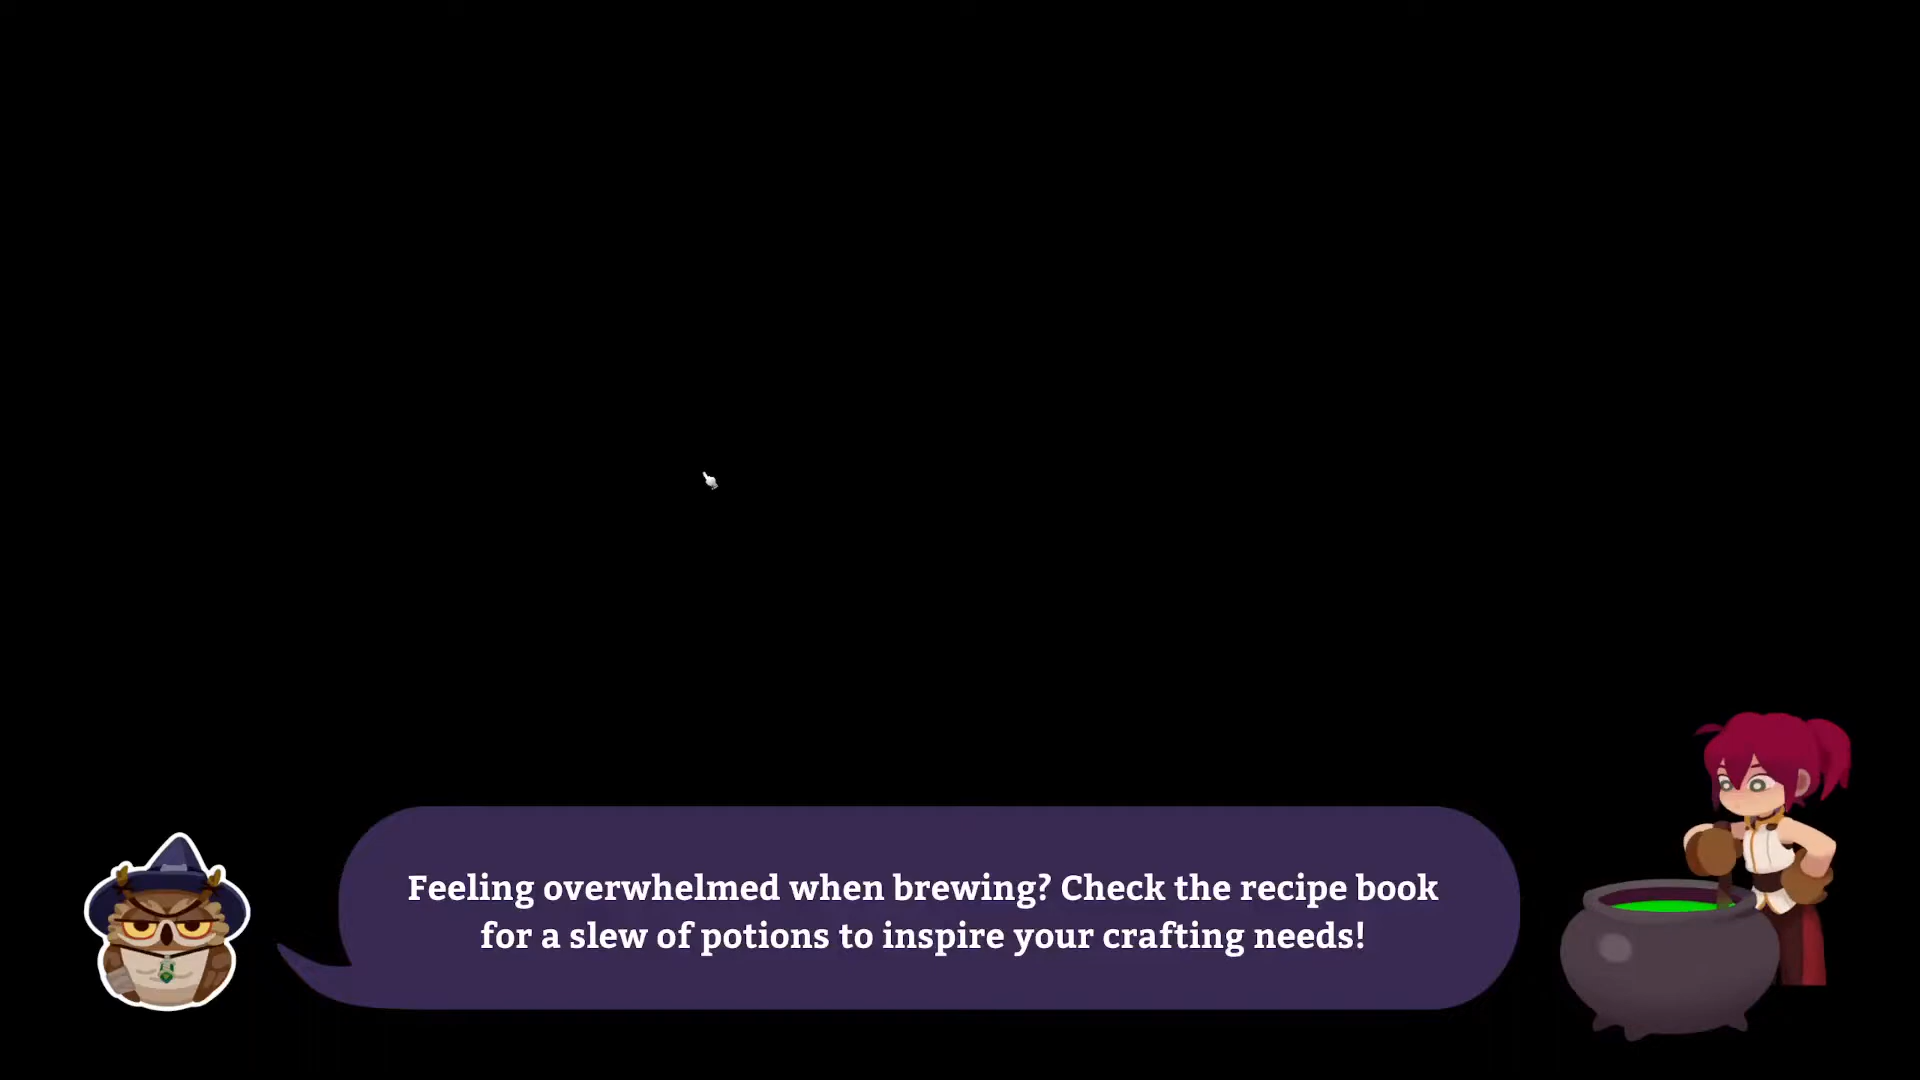 Feeling overwhelmed when brewing? Check the recipe book
for a slew of potions to inspire your crafting needs!